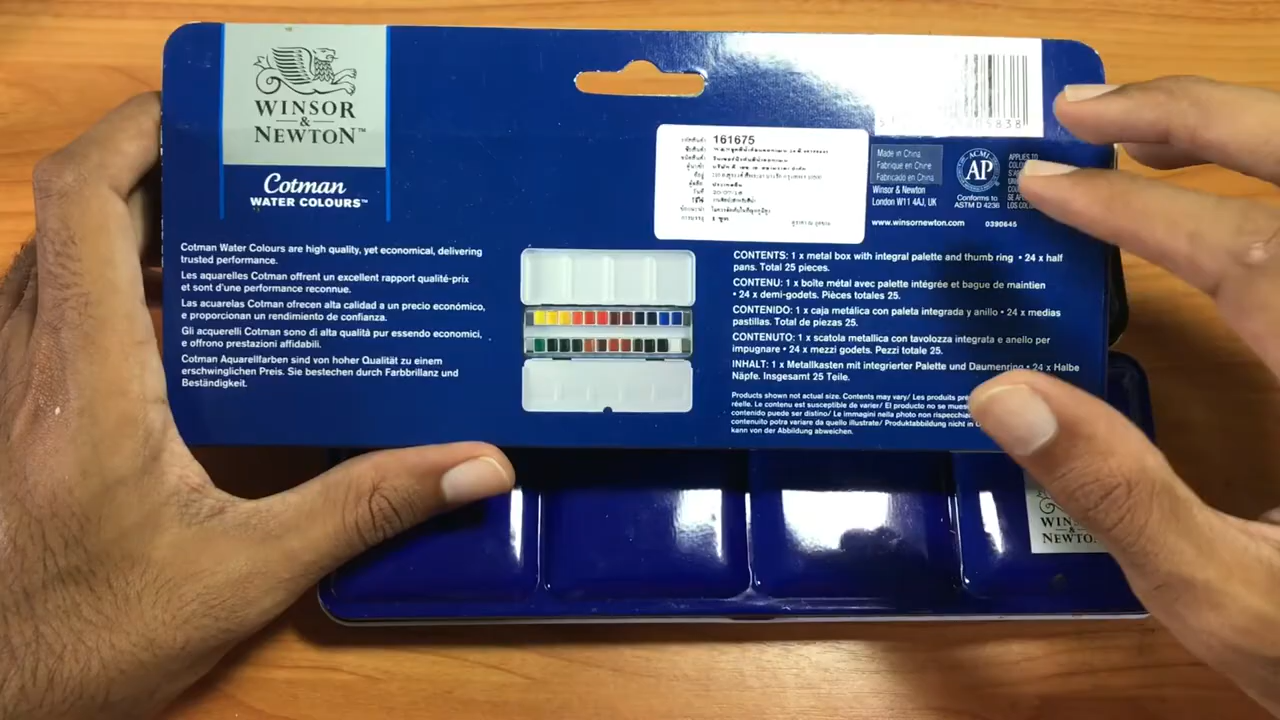 WINSOR
&
NEWTON™
Cotman
WATER COLOURS™
Cotman Water Colours are high quality, yet economical, delivering
trusted performance.
Les aquarelles Cotman offrent un excellent rapport qualité-prix
et sont d'une performance reconnue.
Las acuarelas Cotman ofrecen alta calidad a un precio económico,
e proporcionan un rendimiento de confianza.
Gli acquerelli Cotman sono di alta qualità pur essendo economici,
e offrono prestazioni affidabili.
Cotman Aquarellfarben sind von hoher Qualität zu einem
erschwinglichen Preis. Sie bestechen durch Farbbrillanz und
Beständigkeit.
161675
Made in China
Fabriqué en Chine
Fabricado en China
Winsor & Newton
London W11 4AJ, UK
www.winsornewton.com 0390645
ACMI
AP
Conforms to
ASTM D 4236
APPLIES TO
CONTENTS: 1 x metal box with integral palette and thumb ring • 24 x half
pans. Total 25 pieces.
CONTENU: 1 x boîte métal avec palette intégrée et bague de maintien
• 24 x demi-godets. Pièces totales 25.
CONTENIDO: 1 x caja metálica con paleta integrada y anillo • 24 x medias
pastillas. Total de piezas 25.
CONTENUTO: 1 x scatola metallica con tavolozza integrata e anello per
impugnare • 24 x mezzi godets. Pezzi totale 25.
INHALT: 1 x Metallkasten mit integrierter Palette und Daumenring • 24 x Halbe
Näpfe. Insgesamt 25 Teile.
Products shown not actual size. Contents may vary/ Les produits
réelle. Le contenu est susceptible de varier/ El producto no se
contenido puede ser distino/ Le immagini nella photo non
contenuto potra variare da quello illustrate/ Produktabbildung nicht in
kann von der Abbildung abweichen.
NEWTON